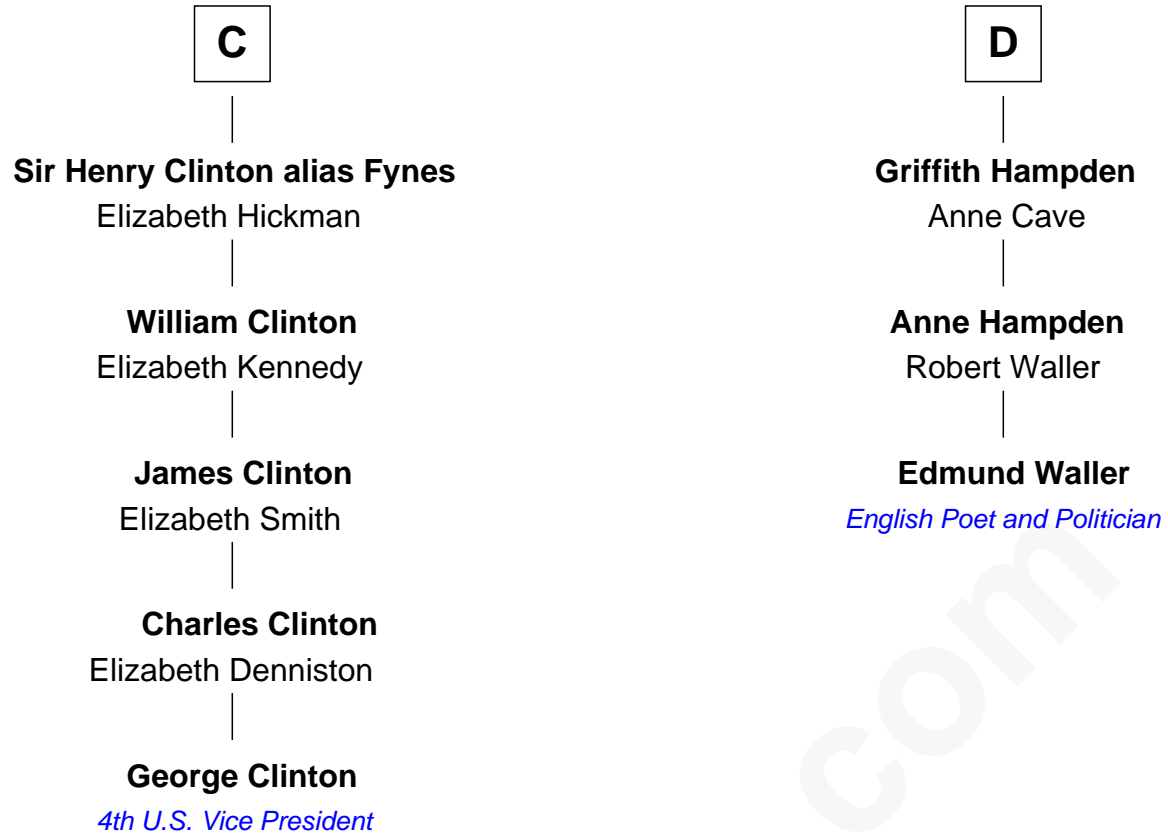 C
Sir Henry Clinton alias Fynes
Elizabeth Hickman
William Clinton
Elizabeth Kennedy
James Clinton
Elizabeth Smith
Charles Clinton
Elizabeth Denniston
George Clinton
4th U.S. Vice President
D
Griffith Hampden
Anne Cave
Anne Hampden
Robert Waller
Edmund Waller
English Poet and Politician
com